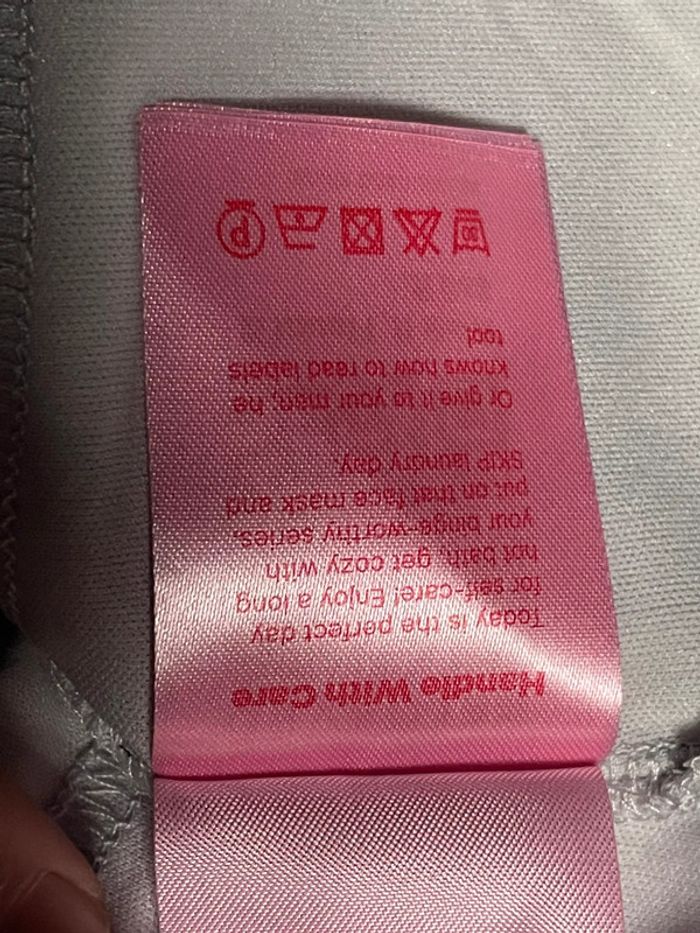 Handle With Care
Today is the perfect day
for self-care! Enjoy a long
hot bath, get cozy with
your binge-worthy series,
put on that face mask and
SKIP laundry day.
Or give it to your man, he
knows how to read labels
too!
30
P